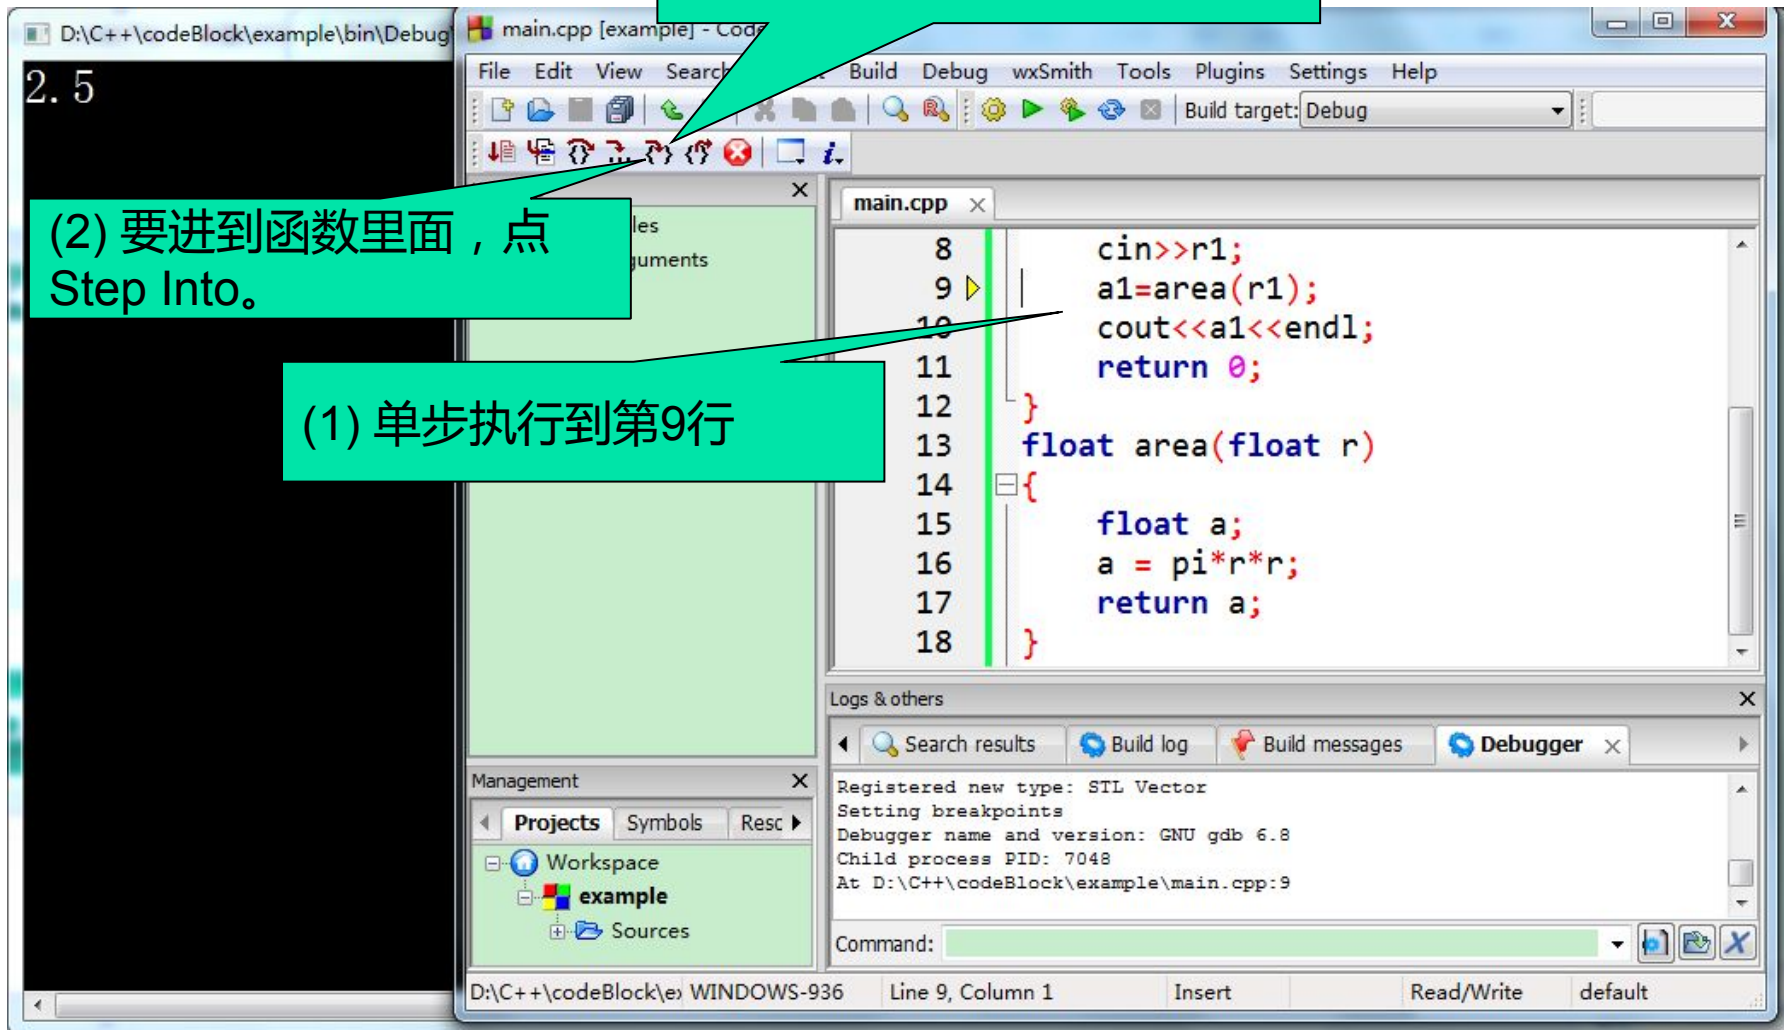 D:\C++\codeBlock\example\bin\Debug
2.5
main.cpp [example] - Code
File Edit View Search Build Debug wxSmith Tools Plugins Settings Help
Build target: Debug
(2) 要进到函数里面，点
Step Into。
(1) 单步执行到第9行
main.cpp
8 cin>>r1;
9 a1=area(r1);
10 cout<<a1<<endl;
11 return 0;
12 }
13 float area(float r)
14 {
15 float a;
16 a = pi*r*r;
17 return a;
18 }
Logs & others
Search results Build log Build messages Debugger
Registered new type: STL Vector
Setting breakpoints
Debugger name and version: GNU gdb 6.8
Child process PID: 7048
At D:\C++\codeBlock\example\main.cpp:9
Command:
Management
Projects Symbols Resc
Workspace
example
Sources
D:\C++\codeBlock\e WINDOWS-936 Line 9, Column 1 Insert Read/Write default